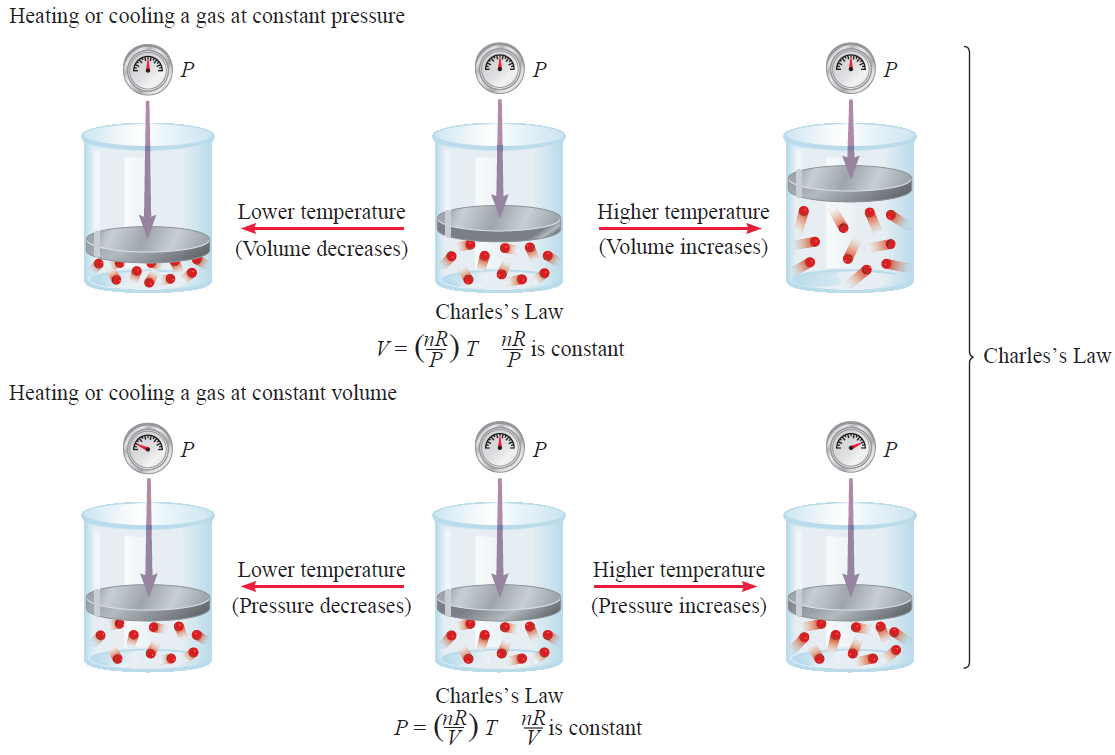 Heating or cooling a gas at constant pressure
P P P
Lower temperature
(Volume decreases)
Higher temperature
(Volume increases)
Charles’s Law
V = (nR/P) T nR/P is constant
Charles’s Law
Heating or cooling a gas at constant volume
P P P
Lower temperature
(Pressure decreases)
Higher temperature
(Pressure increases)
Charles’s Law
P = (nR/V) T nR/V is constant